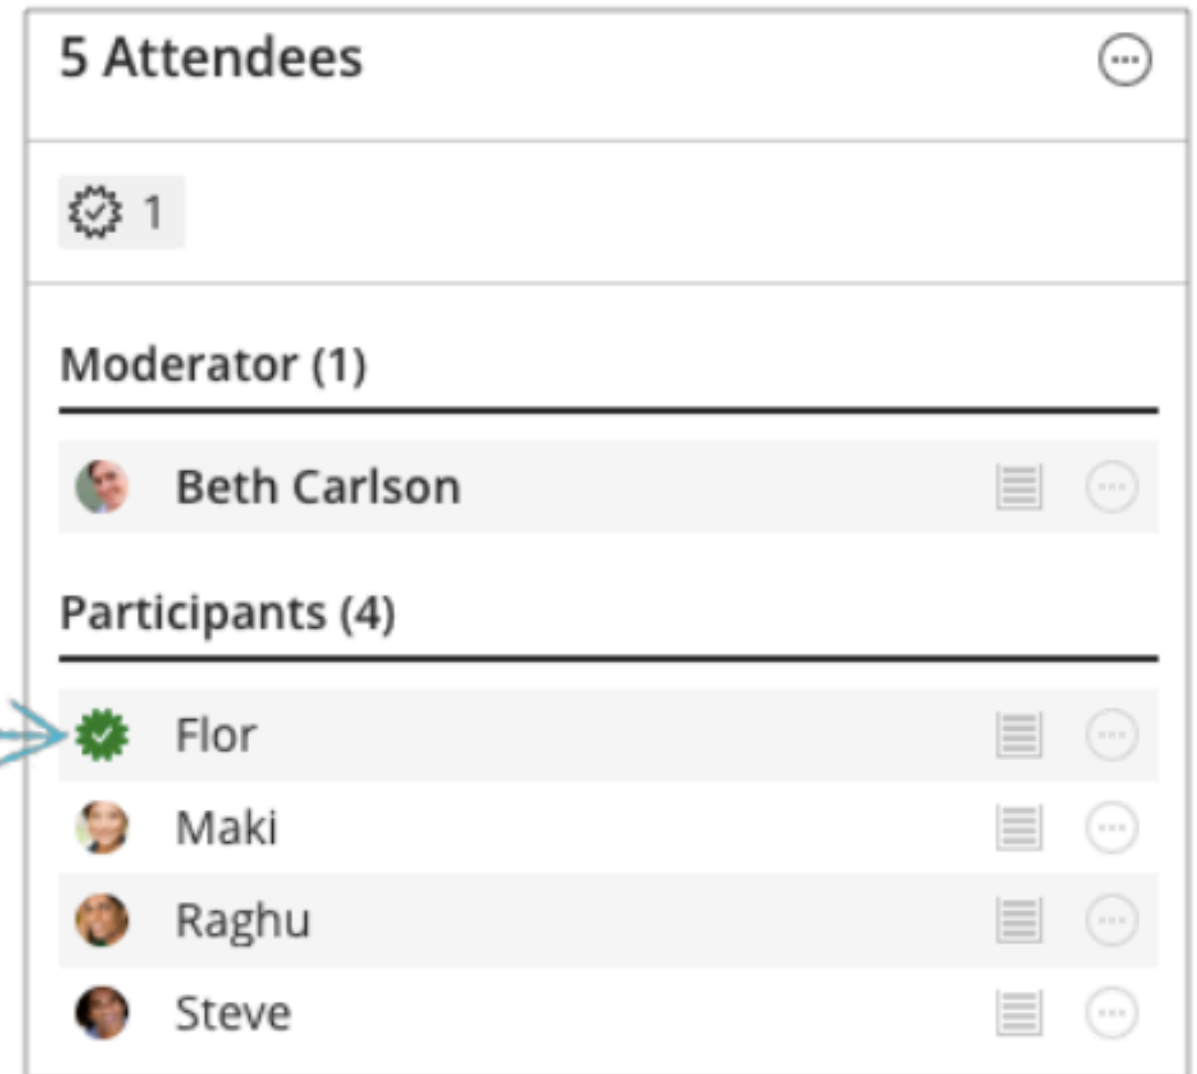 5 Attendees
1
Moderator (1)
Beth Carlson
Participants (4)
Flor
Maki
Raghu
Steve